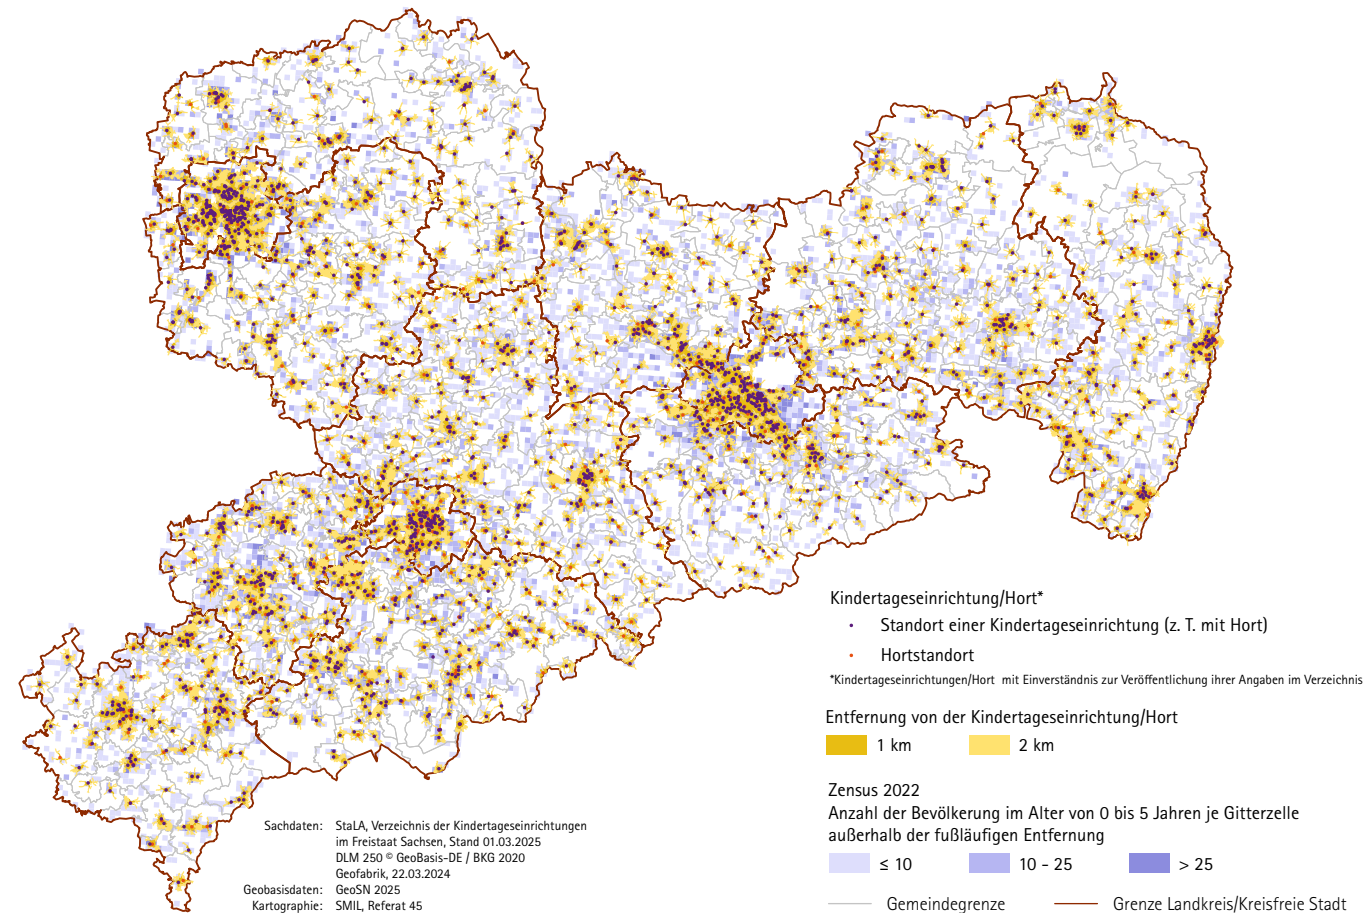 Kindertageseinrichtung/Hort*
Standort einer Kindertageseinrichtung (z. T. mit Hort)
Hortstandort
*Kindertageseinrichtungen/Hort mit Einverständnis zur Veröffentlichung ihrer Angaben im Verzeichnis
Entfernung von der Kindertageseinrichtung/Hort
1 km
2 km
Zensus 2022
Anzahl der Bevölkerung im Alter von 0 bis 5 Jahren je Gitterzelle
außerhalb der fußläufigen Entfernung
≤ 10
10 - 25
> 25
Gemeindegrenze
Grenze Landkreis/Kreisfreie Stadt
Sachdaten: StaLA, Verzeichnis der Kindertageseinrichtungen
im Freistaat Sachsen, Stand 01.03.2025
DLM 250 © GeoBasis-DE / BKG 2020
Geofabrik, 22.03.2024
Geobasisdaten: GeoSN 2025
Kartographie: SMIL, Referat 45